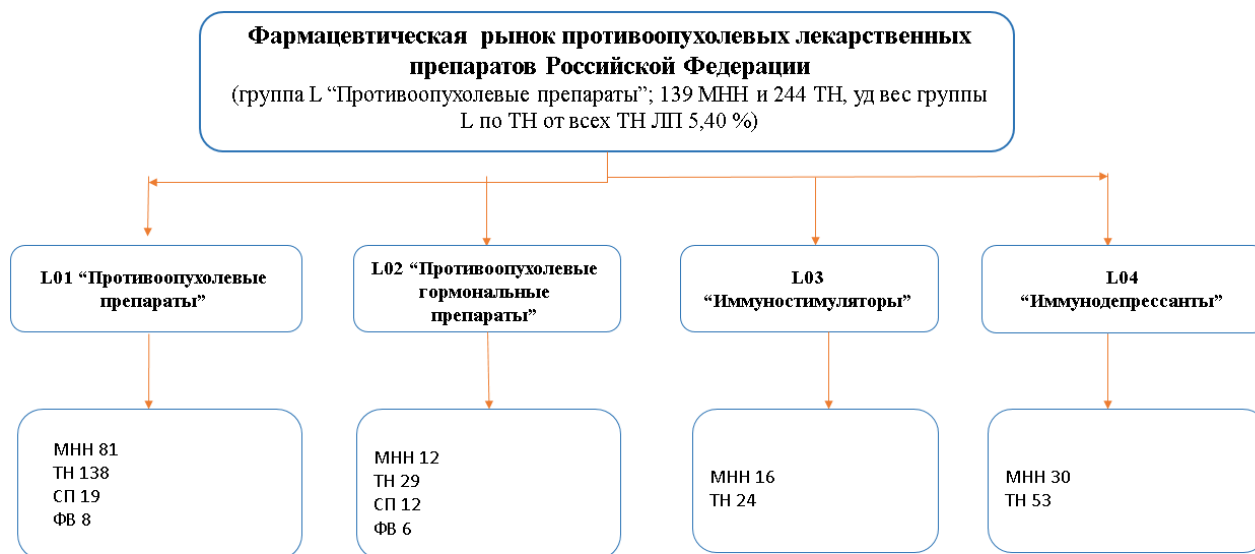 Фармацевтическая рынок противоопухолевых лекарственных
препаратов Российской Федерации
(группа L “Противоопухолевые препараты”; 139 МНН и 244 ТН, уд вес группы
L по ТН от всех ТН ЛП 5,40 %)
L01 “Противоопухолевые
препараты”
L02 “Противоопухолевые
гормональные
препараты”
L03
“Иммуностимуляторы”
L04
“Иммунодепрессанты”
МНН 81
ТН 138
СП 19
ФВ 8
МНН 12
ТН 29
СП 12
ФВ 6
МНН 16
ТН 24
МНН 30
ТН 53